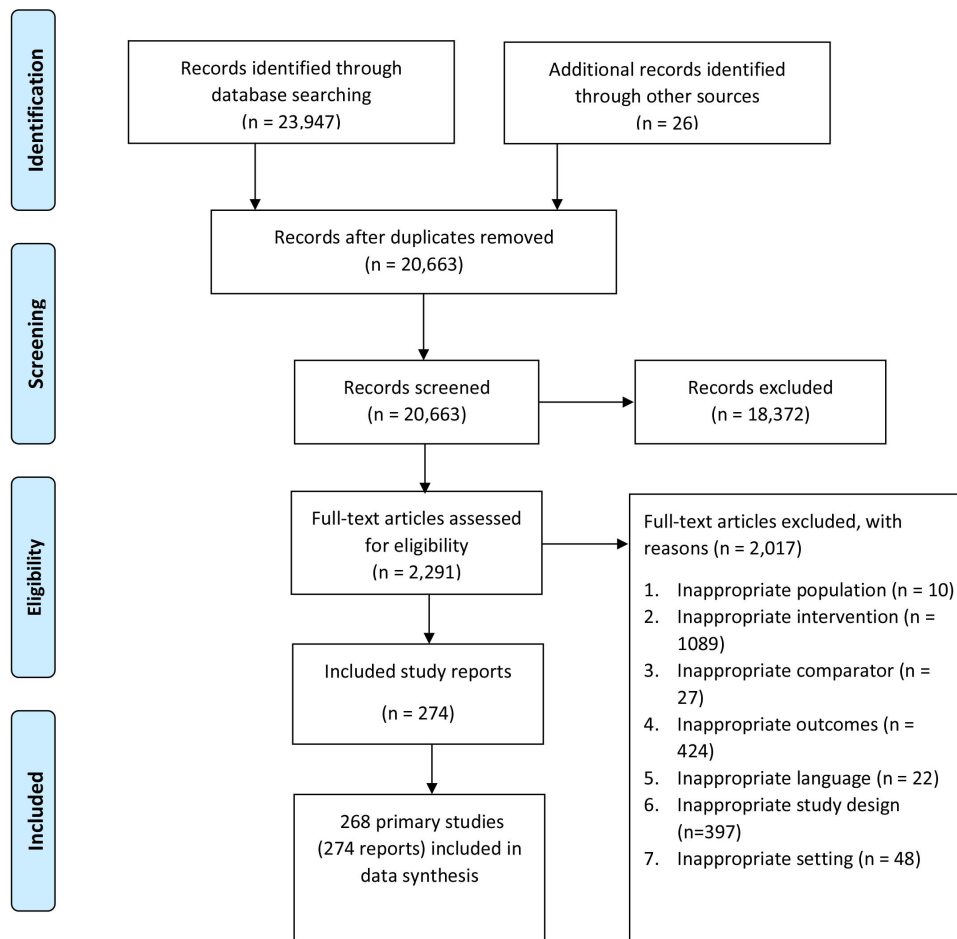 Identification
Records identified through
database searching
(n = 23,947)
Additional records identified
through other sources
(n = 26)
Records after duplicates removed
(n = 20,663)
Screening
Records screened
(n = 20,663)
Records excluded
(n = 18,372)
Eligibility
Full-text articles assessed
for eligibility
(n = 2,291)
Full-text articles excluded, with
reasons (n = 2,017)
1. Inappropriate population (n = 10)
2. Inappropriate intervention (n =
1089)
3. Inappropriate comparator (n =
27)
4. Inappropriate outcomes (n =
424)
5. Inappropriate language (n = 22)
6. Inappropriate study design
(n=397)
7. Inappropriate setting (n = 48)
Included study reports
(n = 274)
Included
268 primary studies
(274 reports) included in
data synthesis